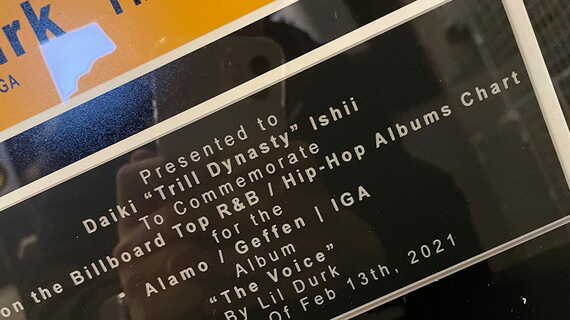 urk
GA
Presented to
Daiki “Trill Dynasty” Ishii
To Commemorate
on the Billboard Top R&B / Hip-Hop Albums Chart
for the
Alamo / Geffen | IGA
Album
“The Voice”
By Lil Durk
Of Feb 13th, 2021